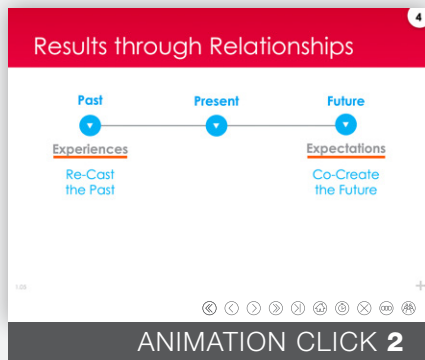 4
Results through Relationships
Past Present Future
Experiences Expectations
Re-Cast Co-Create
the Past the Future
ANIMATION CLICK 2